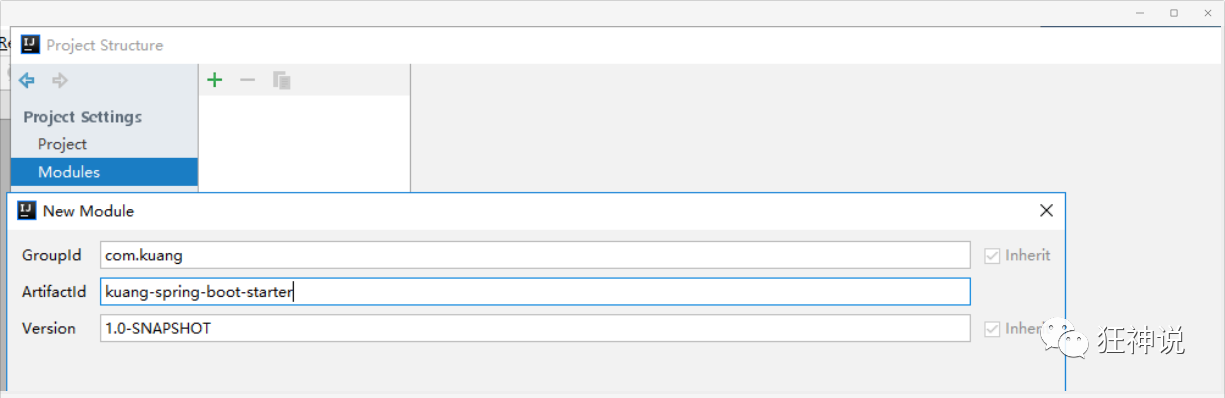 Project Structure
Project Settings
Project
Modules
New Module
GroupId com.kuang Inherit
ArtifactId kuang-spring-boot-starter
Version 1.0-SNAPSHOT Inheri
狂神说